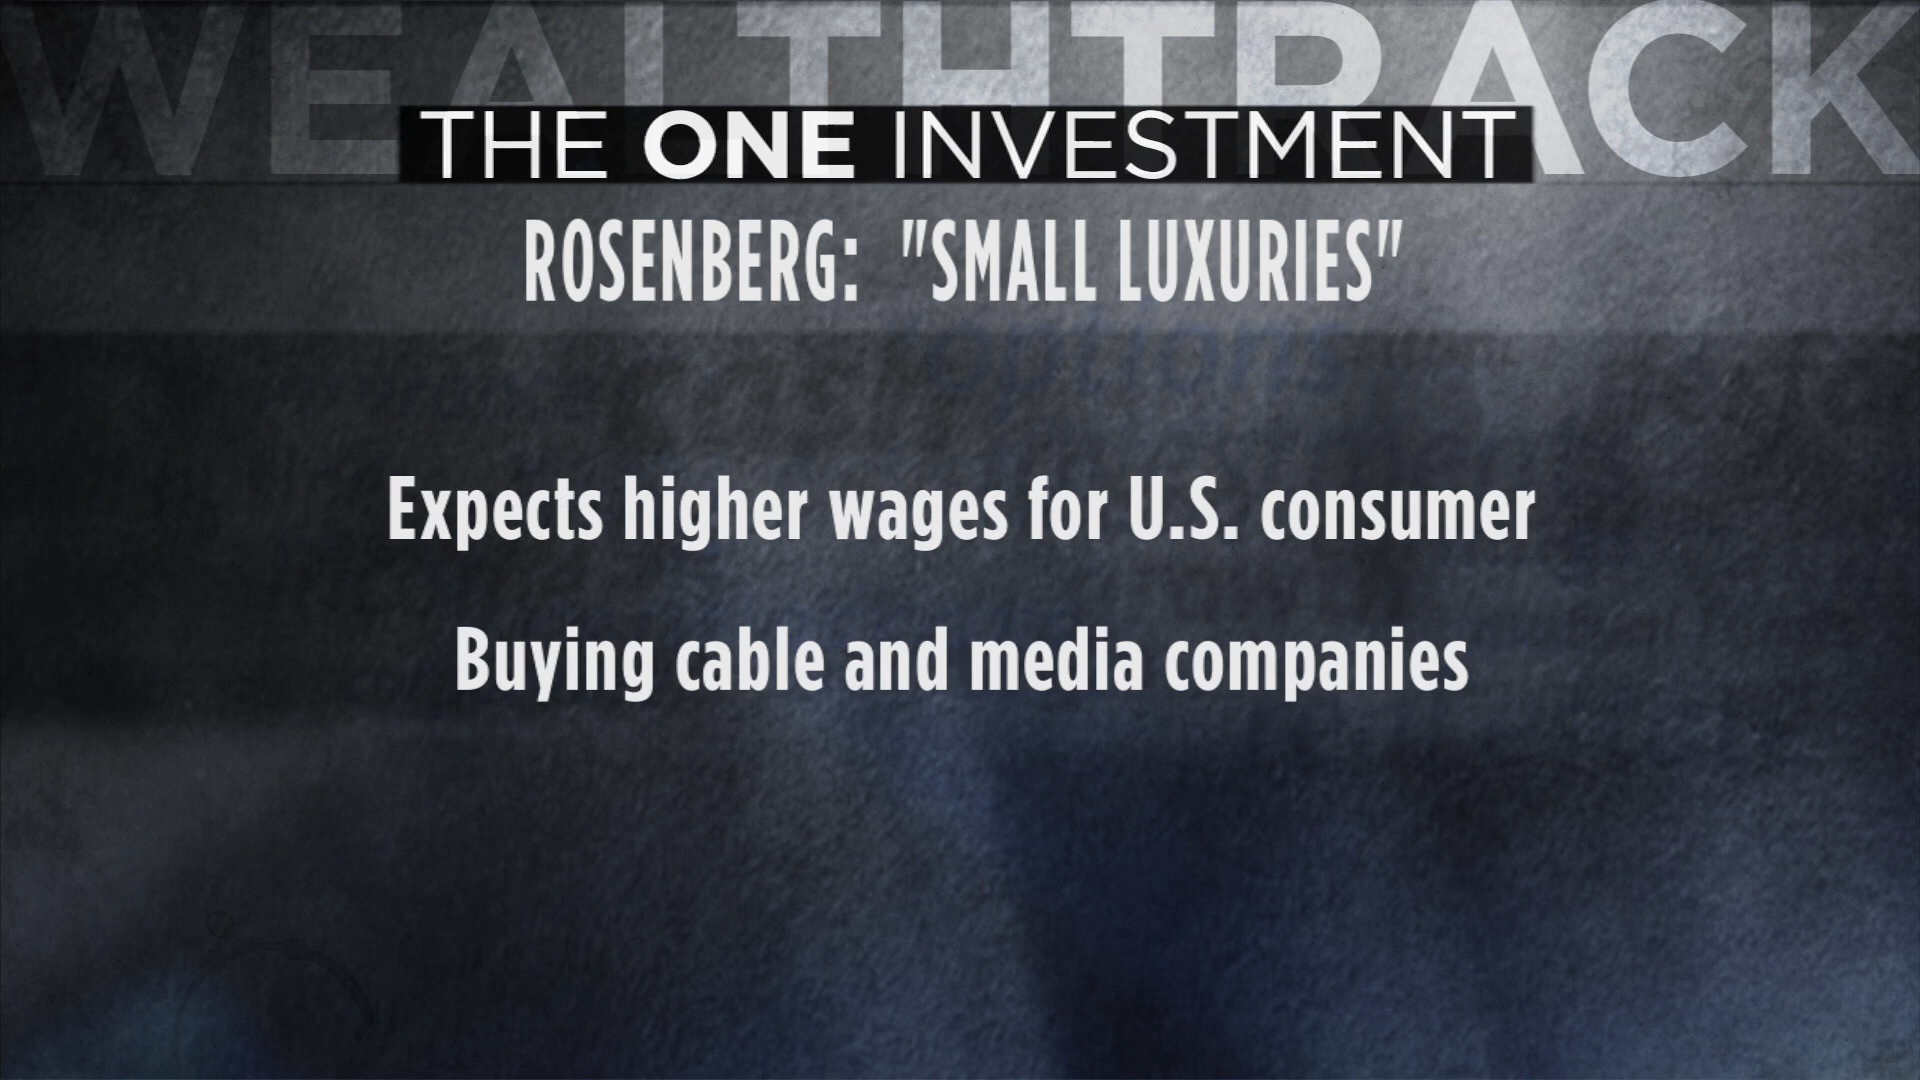 WEALTHTRACK
THE ONE INVESTMENT
ROSENBERG: "SMALL LUXURIES"
Expects higher wages for U.S. consumer
Buying cable and media companies